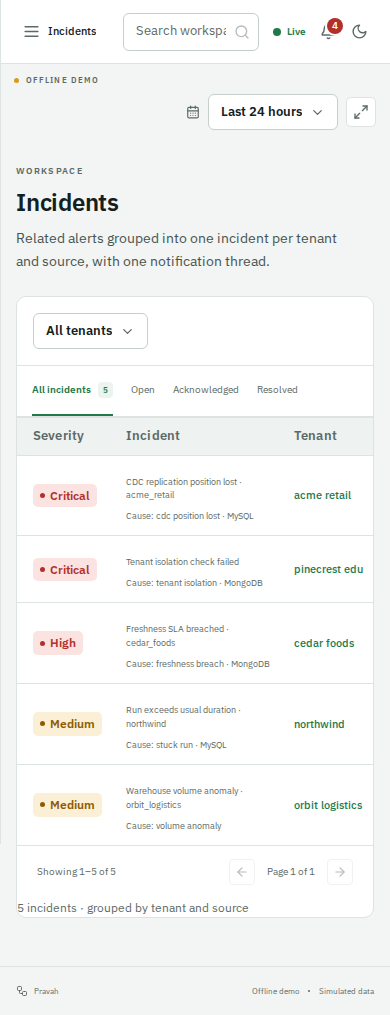 Incidents
Search workspa
Live
4
OFFLINE DEMO
Last 24 hours
WORKSPACE
Incidents
Related alerts grouped into one incident per tenant
and source, with one notification thread.
All tenants
All incidents 5 Open Acknowledged Resolved
Severity Incident Tenant
Critical
CDC replication position lost ·
acme_retail
Cause: cdc position lost · MySQL
acme retail
Critical
Tenant isolation check failed
Cause: tenant isolation · MongoDB
pinecrest edu
High
Freshness SLA breached ·
cedar_foods
Cause: freshness breach · MongoDB
cedar foods
Medium
Run exceeds usual duration ·
northwind
Cause: stuck run · MySQL
northwind
Medium
Warehouse volume anomaly ·
orbit_logistics
Cause: volume anomaly
orbit logistics
Showing 1–5 of 5 Page 1 of 1
5 incidents · grouped by tenant and source
Pravah Offline demo • Simulated data